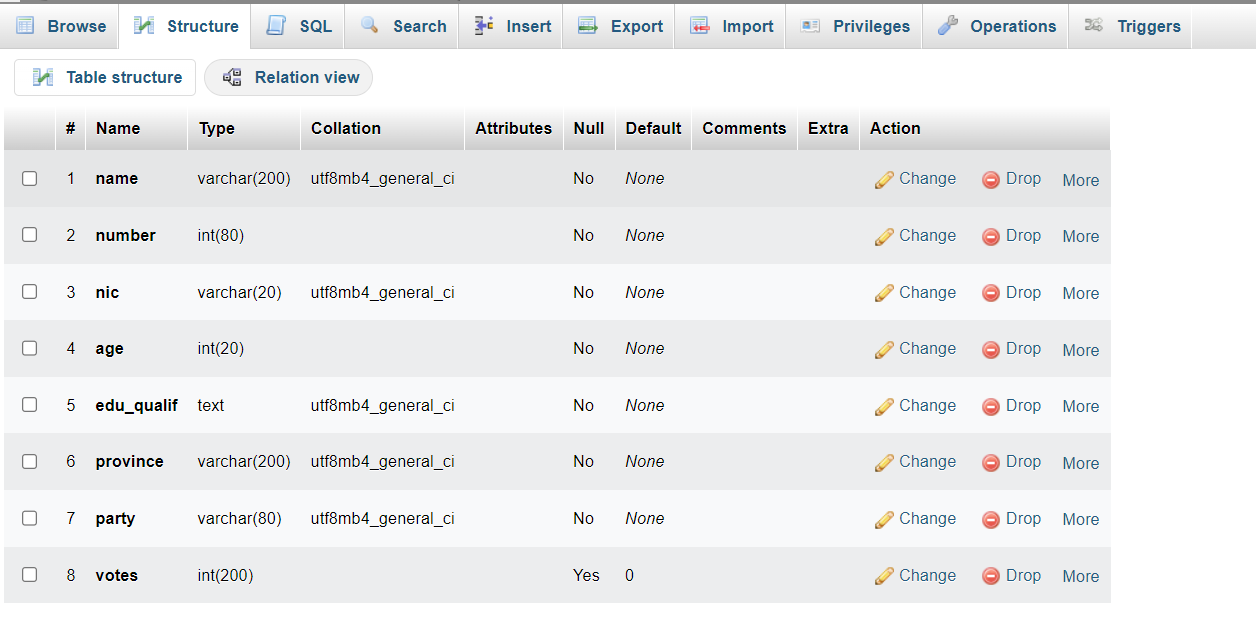 Browse Structure SQL Search Insert Export Import Privileges Operations Triggers
Table structure Relation view
# Name Type Collation Attributes Null Default Comments Extra Action
1 name varchar(200) utf8mb4_general_ci No None Change Drop More
2 number int(80) No None Change Drop More
3 nic varchar(20) utf8mb4_general_ci No None Change Drop More
4 age int(20) No None Change Drop More
5 edu_qualif text utf8mb4_general_ci No None Change Drop More
6 province varchar(200) utf8mb4_general_ci No None Change Drop More
7 party varchar(80) utf8mb4_general_ci No None Change Drop More
8 votes int(200) Yes 0 Change Drop More